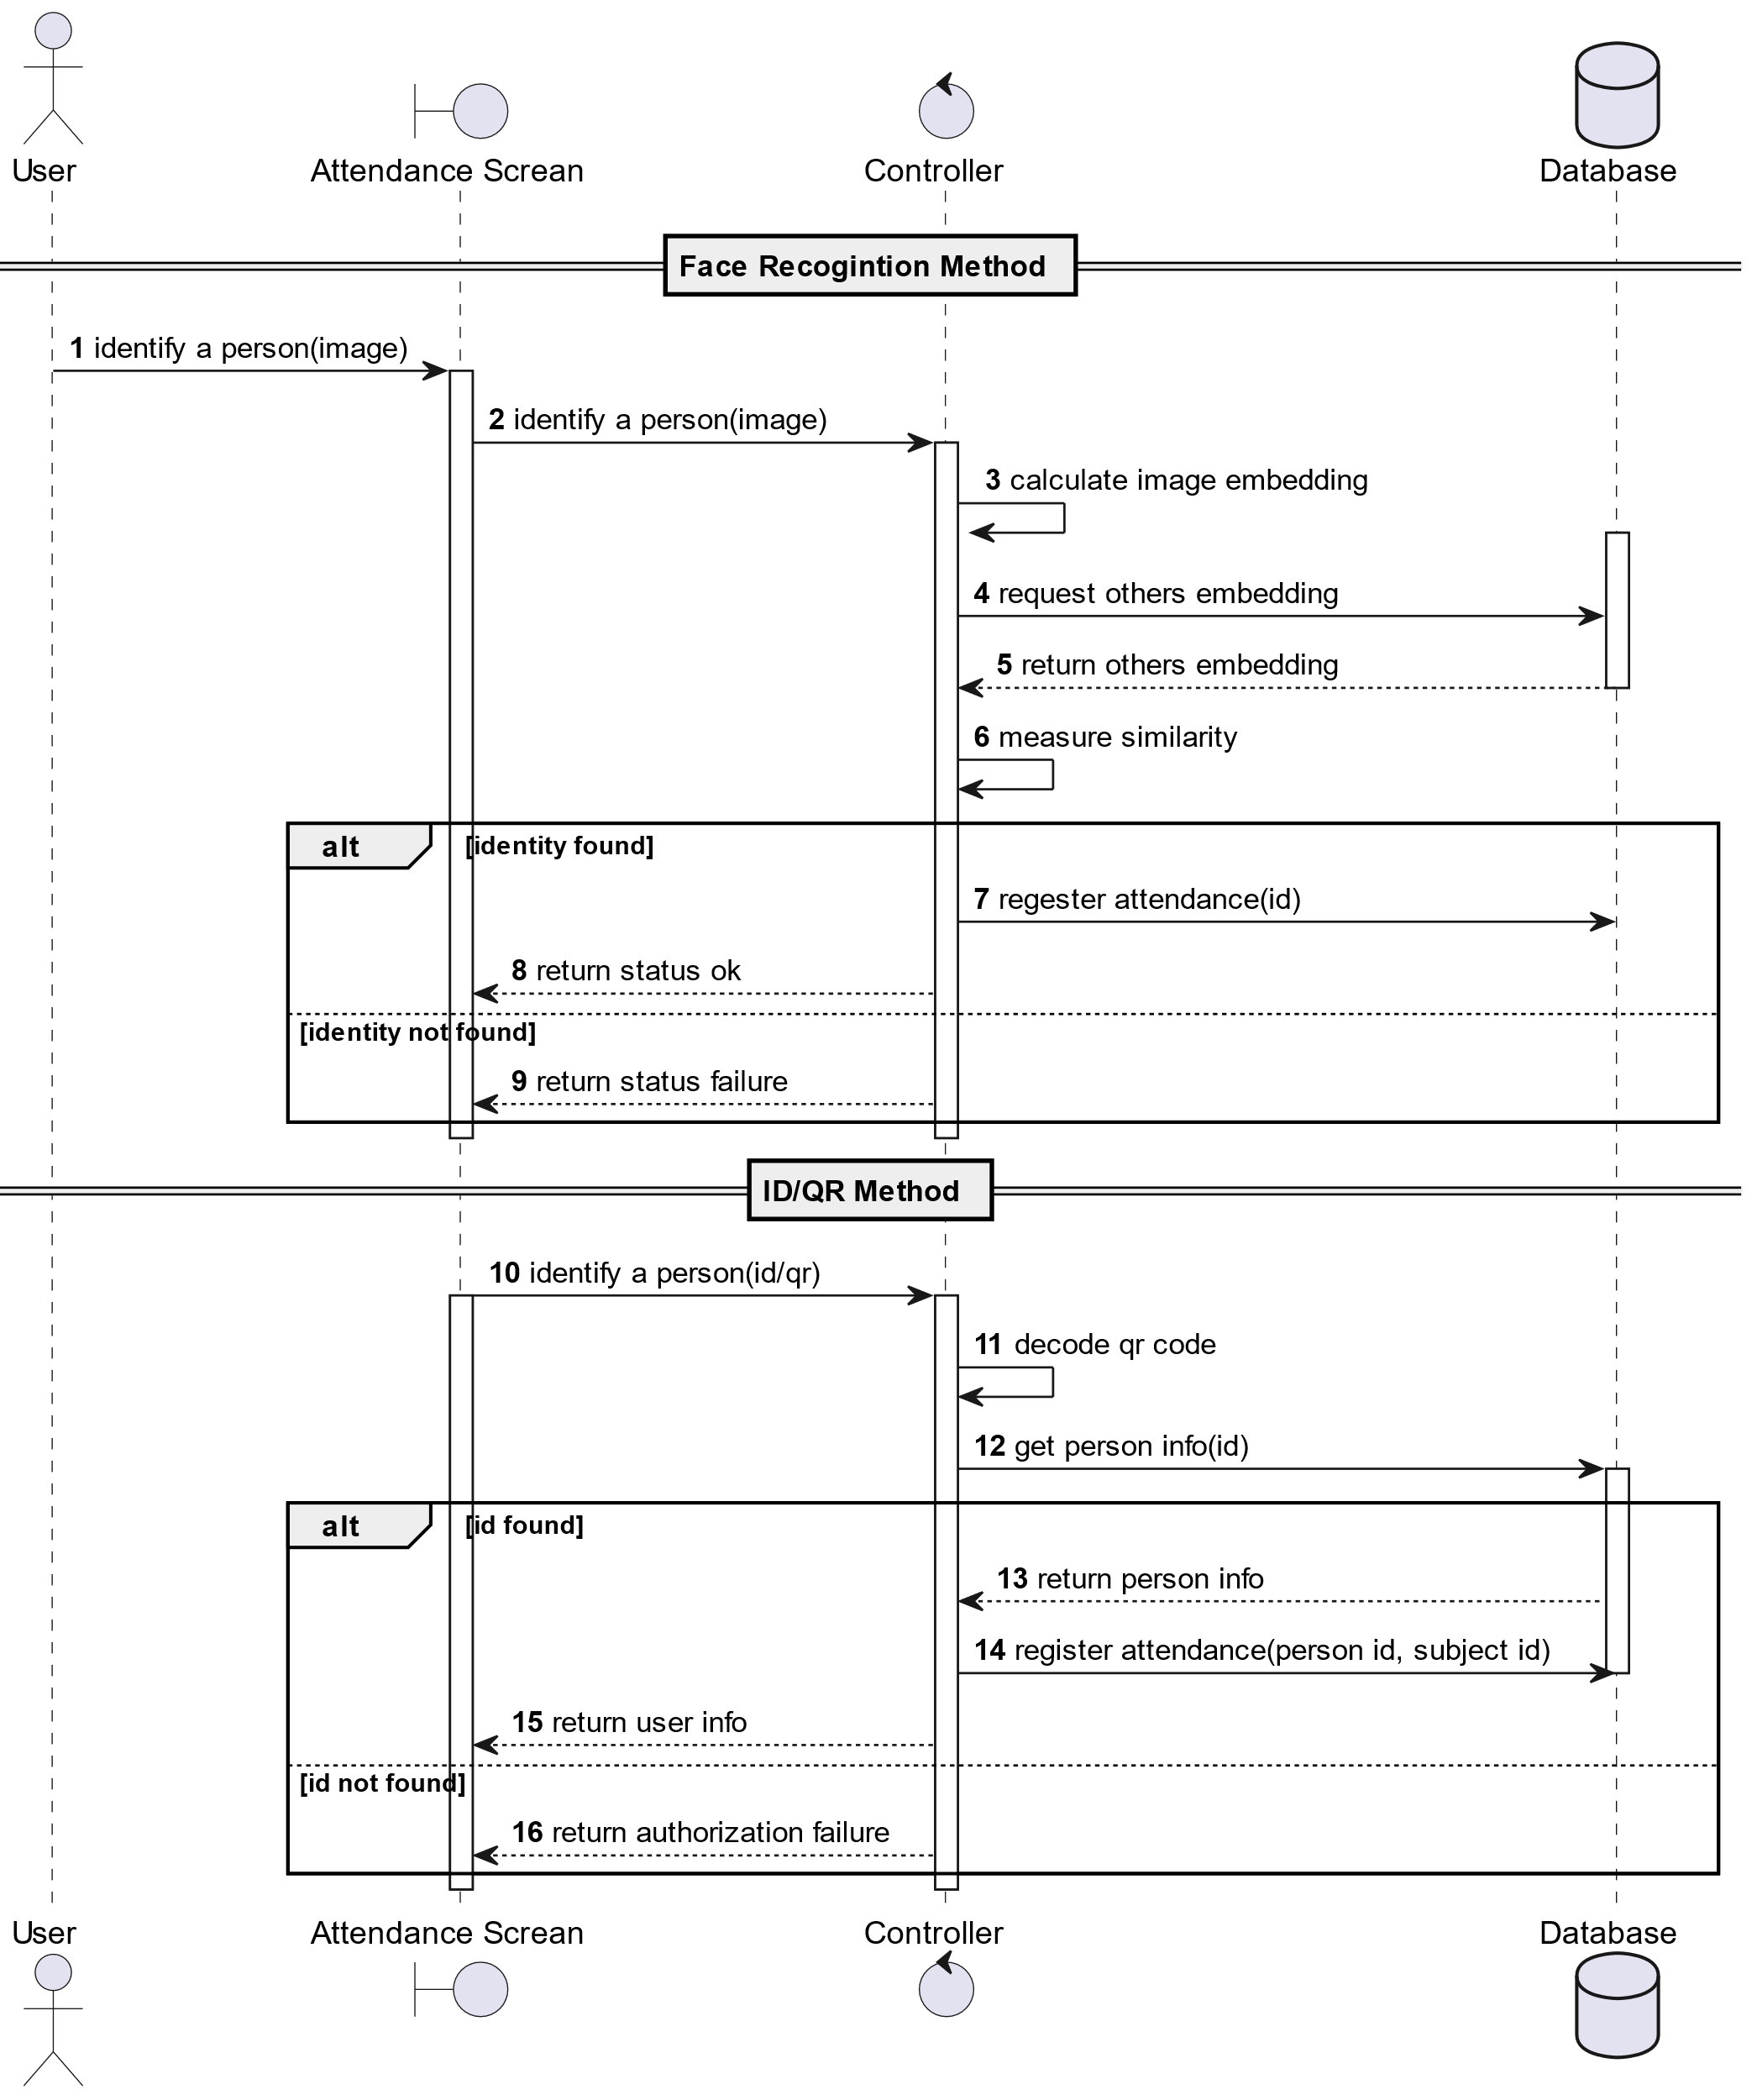 User
Attendance Screan
Controller
Database
Face Recogintion Method
1 identify a person(image)
2 identify a person(image)
3 calculate image embedding
4 request others embedding
5 return others embedding
6 measure similarity
alt [identity found]
7 regester attendance(id)
8 return status ok
[identity not found]
9 return status failure
ID/QR Method
10 identify a person(id/qr)
11 decode qr code
12 get person info(id)
alt [id found]
13 return person info
14 register attendance(person id, subject id)
15 return user info
[id not found]
16 return authorization failure
User
Attendance Screan
Controller
Database